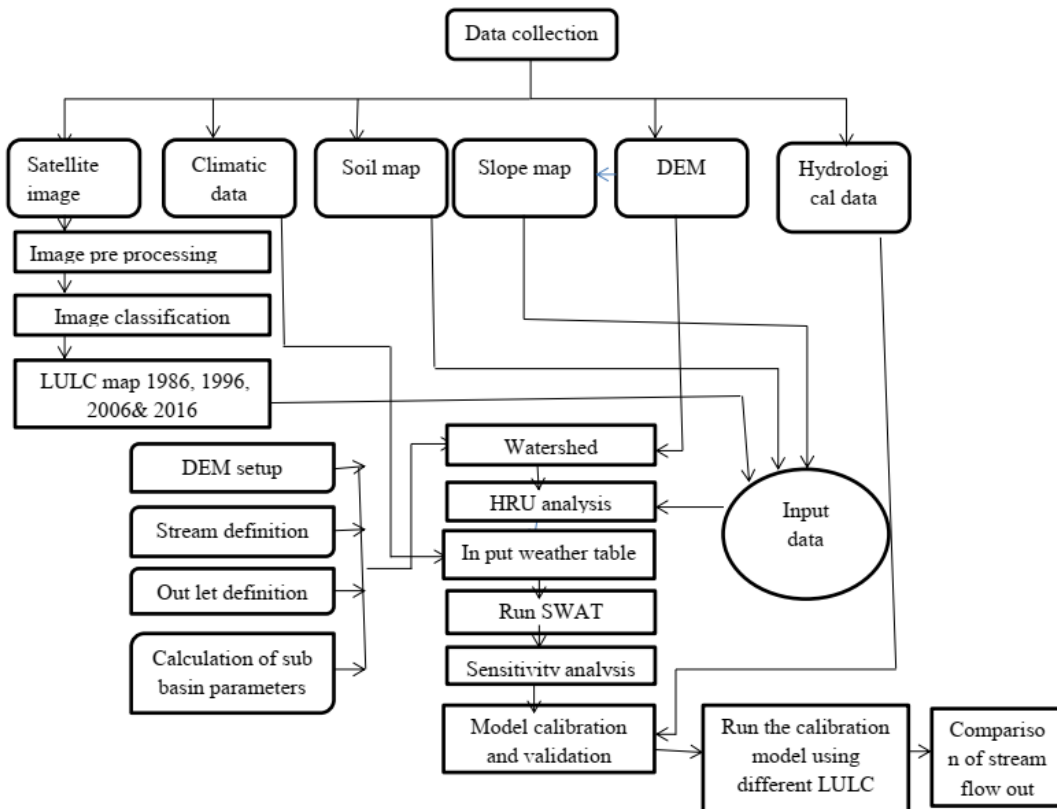 Data collection
Satellite
image
Climatic
data
Soil map
Slope map
DEM
Hydrologi
cal data
Image pre processing
Image classification
LULC map 1986, 1996,
2006& 2016
DEM setup
Stream definition
Out let definition
Calculation of sub
basin parameters
Watershed
HRU analysis
In put weather table
Run SWAT
Sensitivity analysis
Model calibration
and validation
Input
data
Run the calibration
model using
different LULC
Compariso
n of stream
flow out